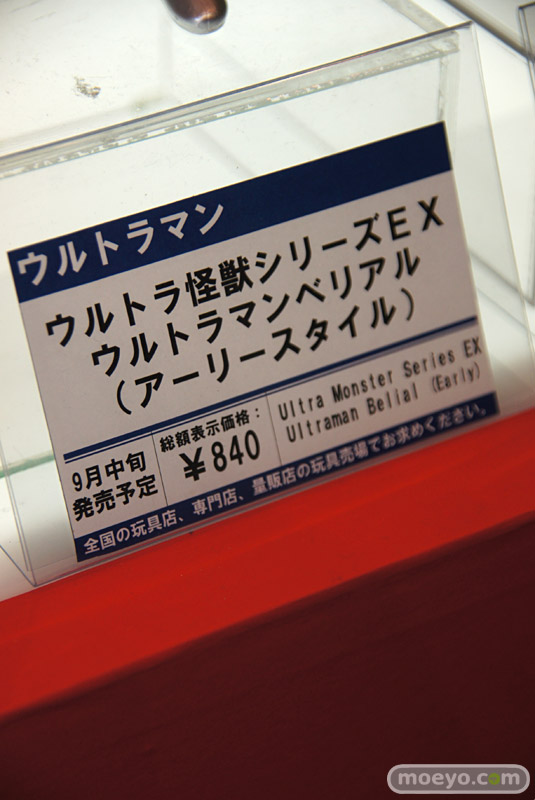 ウルトラマン
ウルトラ怪獣シリーズEX
ウルトラマンベリアル
（アーリースタイル）
9月中旬
発売予定
総額表示価格：
￥840
Ultra Monster Series EX
Ultraman Belial (Early)
全国の玩具店、専門店、量販店の玩具売場でお求めください。
moeyo.com